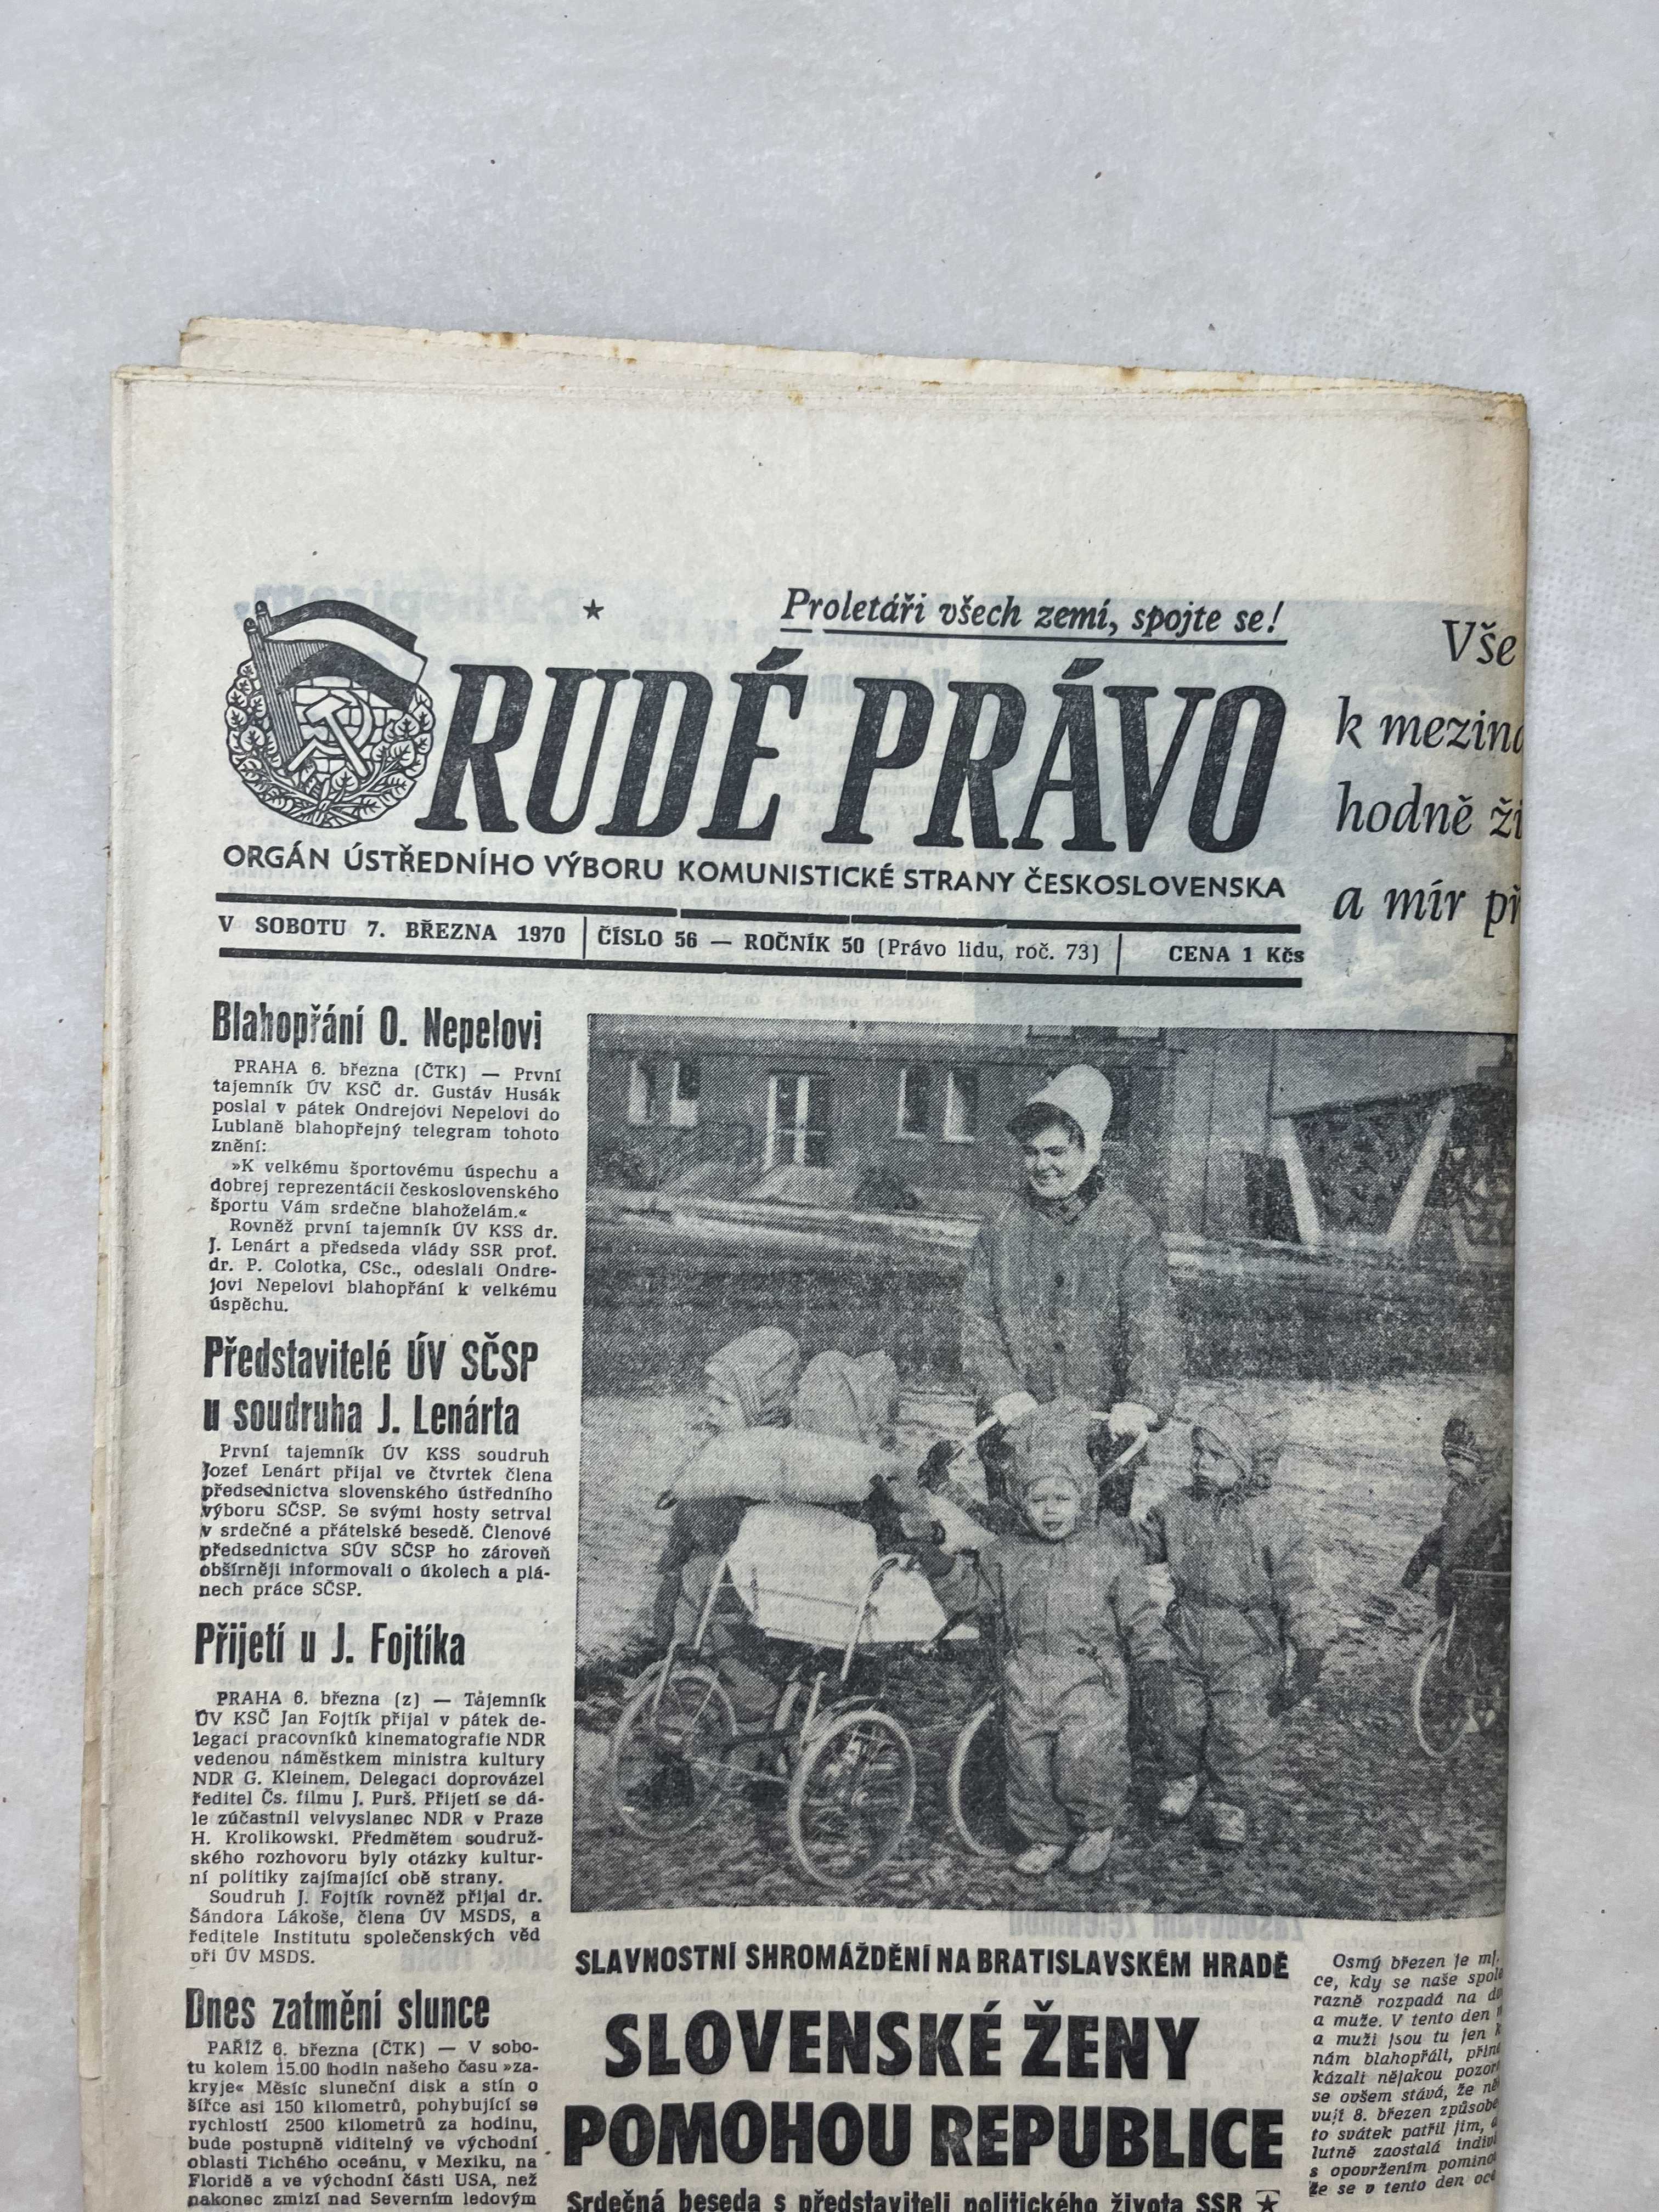 Proletáři všech zemí, spojte se!
RUDÉ PRÁVO
ORGÁN ÚSTŘEDNÍHO VÝBORU KOMUNISTICKÉ STRANY ČESKOSLOVENSKA
V SOBOTU 7. BŘEZNA 1970 ČÍSLO 56 — ROČNÍK 50 (Právo lidu, roč. 73) CENA 1 Kčs
Vše
k mezin
hodně ži
a mír př
Blahopřání O. Nepelovi
PRAHA 6. března (ČTK) — První
tajemník ÚV KSČ dr. Gustáv Husák
poslal v pátek Ondrejovi Nepelovi do
Lublaně blahopřejný telegram tohoto
znění:
»K velkému športovému úspechu a
dobrej reprezentácii československého
športu Vám srdečne blahoželám.«
Rovněž první tajemník ÚV KSS dr.
J. Lenárt a předseda vlády SSR prof.
dr. P. Colotka, CSc., odeslali Ondre-
jovi Nepelovi blahopřání k velkému
úspěchu.
Představitelé ÚV SČSP
u soudruha J. Lenárta
První tajemník ÚV KSS soudruh
Jozef Lenárt přijal ve čtvrtek člena
předsednictva slovenského ústředního
výboru SČSP. Se svými hosty setrval
v srdečné a přátelské besedě. Členové
předsednictva SÚV SČSP ho zároveň
obšírněji informovali o úkolech a plá-
nech práce SČSP.
Přijetí u J. Fojtíka
PRAHA 6. března (z) — Tajemník
ÚV KSČ Jan Fojtík přijal v pátek de-
legaci pracovníků kinematografie NDR
vedenou náměstkem ministra kultury
NDR G. Kleinem. Delegaci doprovázel
ředitel Čs. filmu J. Purš. Přijetí se dá-
le zúčastnil velvyslanec NDR v Praze
H. Krolikowski. Předmětem soudruž-
ského rozhovoru byly otázky kultur-
ní politiky zajímající obě strany.
Soudruh J. Fojtík rovněž přijal dr.
Šándora Lákoše, člena ÚV MSDS, a
ředitele Institutu společenských věd
při ÚV MSDS.
Dnes zatmění slunce
PAŘÍŽ 6. března (ČTK) — V sobo-
tu kolem 15.00 hodin našeho času »za-
kryje« Měsíc sluneční disk a stín o
šířce asi 150 kilometrů, pohybující se
rychlostí 2500 kilometrů za hodinu,
bude postupně viditelný ve východní
oblasti Tichého oceánu, v Mexiku, na
Floridě a ve východní části USA, než
nakonec zmizí nad Severním ledovým
SLAVNOSTNÍ SHROMÁŽDĚNÍ NA BRATISLAVSKÉM HRADĚ
SLOVENSKÉ ŽENY
POMOHOU REPUBLICE
Srdečná beseda s představiteli politického života SSR
Osmý březen je
ce, kdy se naše spol
razně rozpadá na
a muže. V tento den
a muži jsou tu jen
nám blahopřáli,
kázali nějakou pozor
se ovšem stává, že
vují 8. březen způsobe
to svátek patřil jim,
lutně zaostalá
s opovržením
že se v tento den